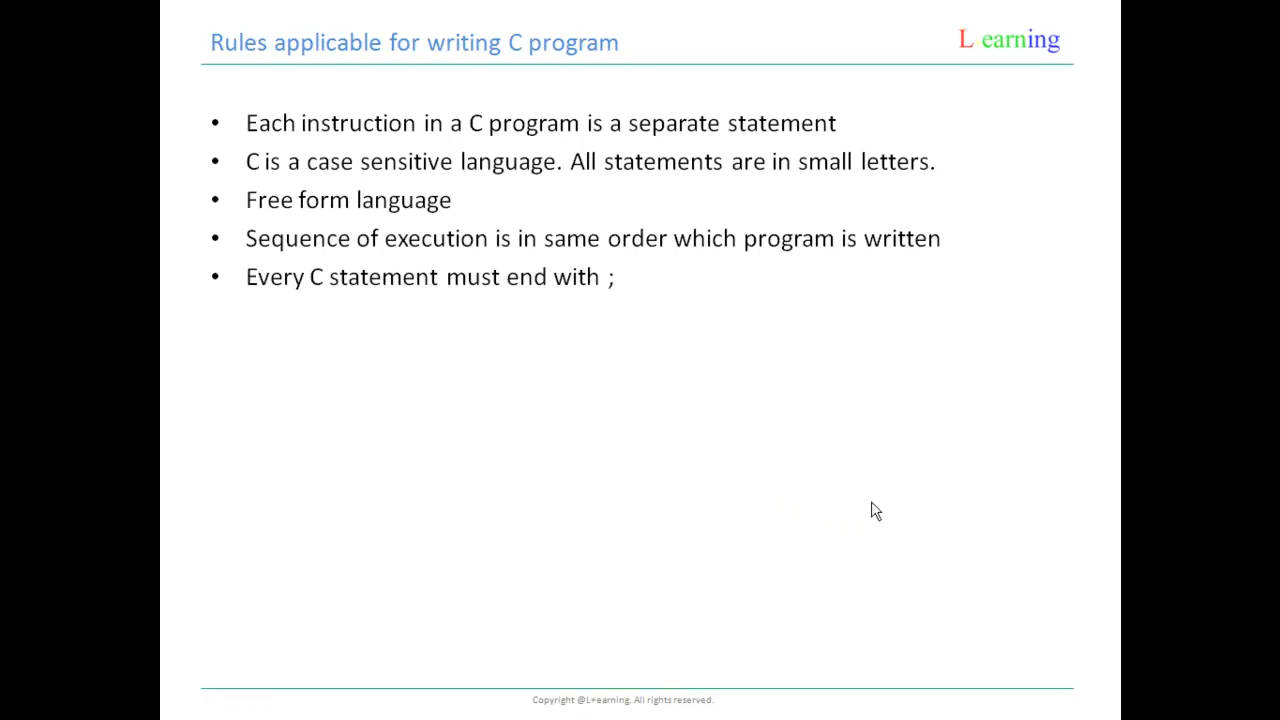 Rules applicable for writing C program
L earning
• Each instruction in a C program is a separate statement
• C is a case sensitive language. All statements are in small letters.
• Free form language
• Sequence of execution is in same order which program is written
• Every C statement must end with ;
Copyright @L+earning. All rights reserved.